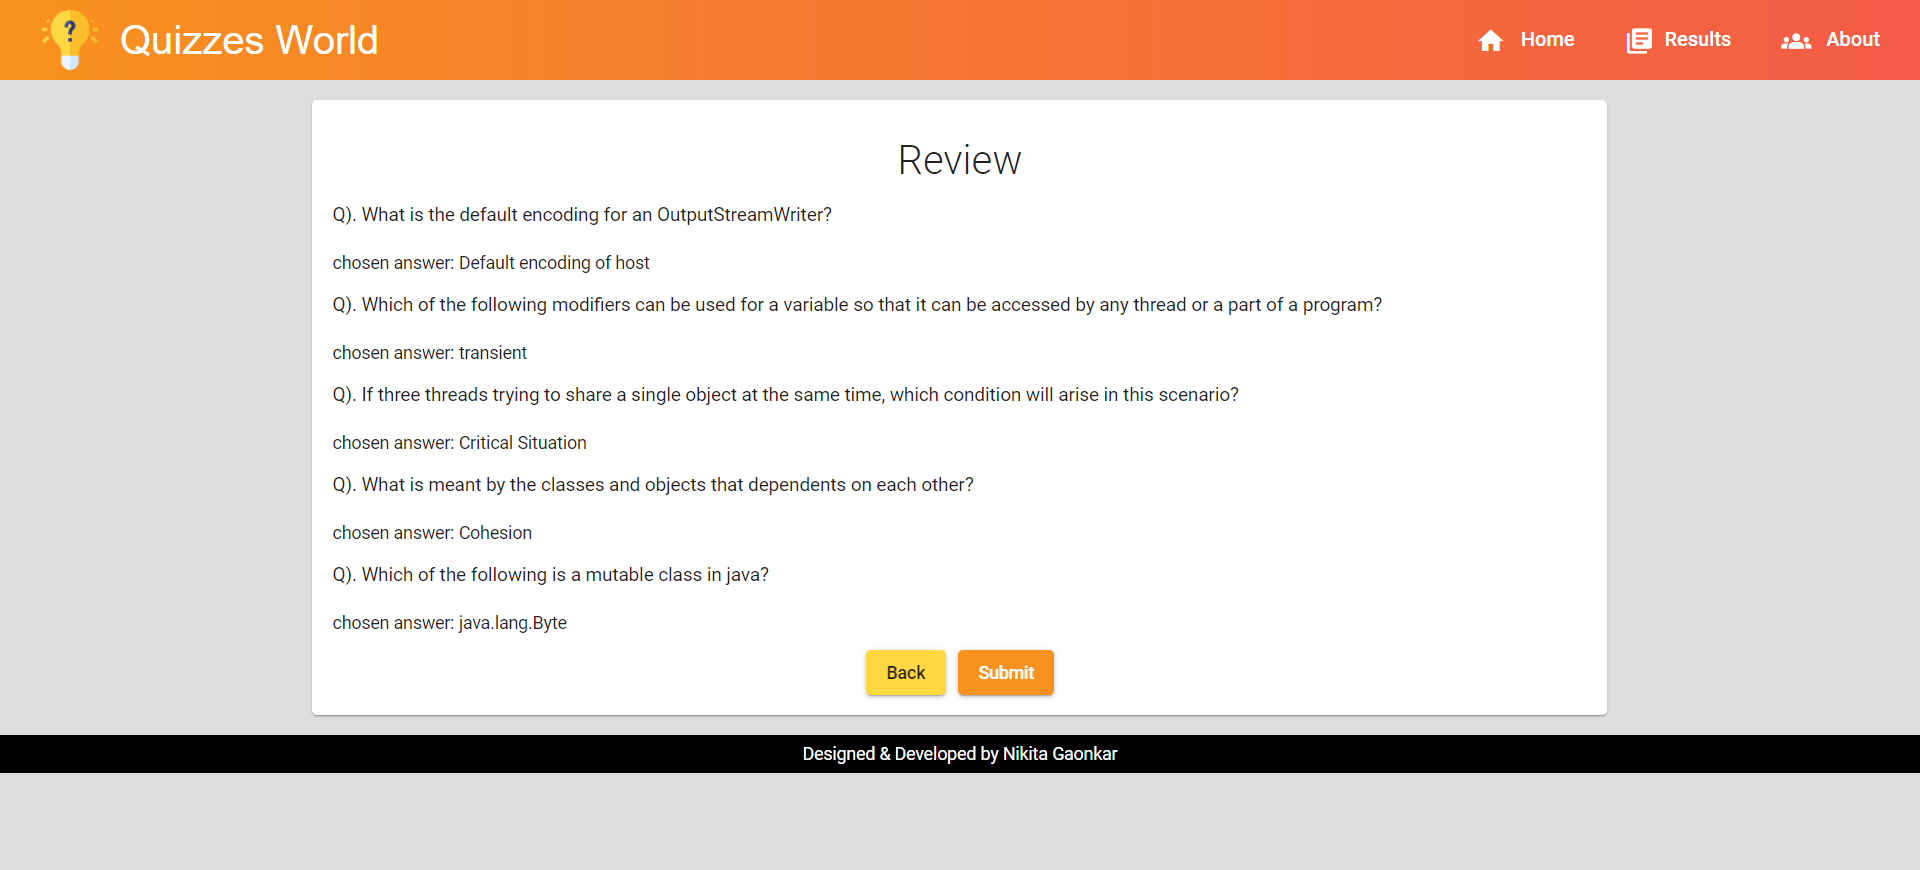 ?
Quizzes World
Home
Results
About
Review
Q). What is the default encoding for an OutputStreamWriter?
chosen answer: Default encoding of host
Q). Which of the following modifiers can be used for a variable so that it can be accessed by any thread or a part of a program?
chosen answer: transient
Q). If three threads trying to share a single object at the same time, which condition will arise in this scenario?
chosen answer: Critical Situation
Q). What is meant by the classes and objects that dependents on each other?
chosen answer: Cohesion
Q). Which of the following is a mutable class in java?
chosen answer: java.lang.Byte
Back
Submit
Designed & Developed by Nikita Gaonkar